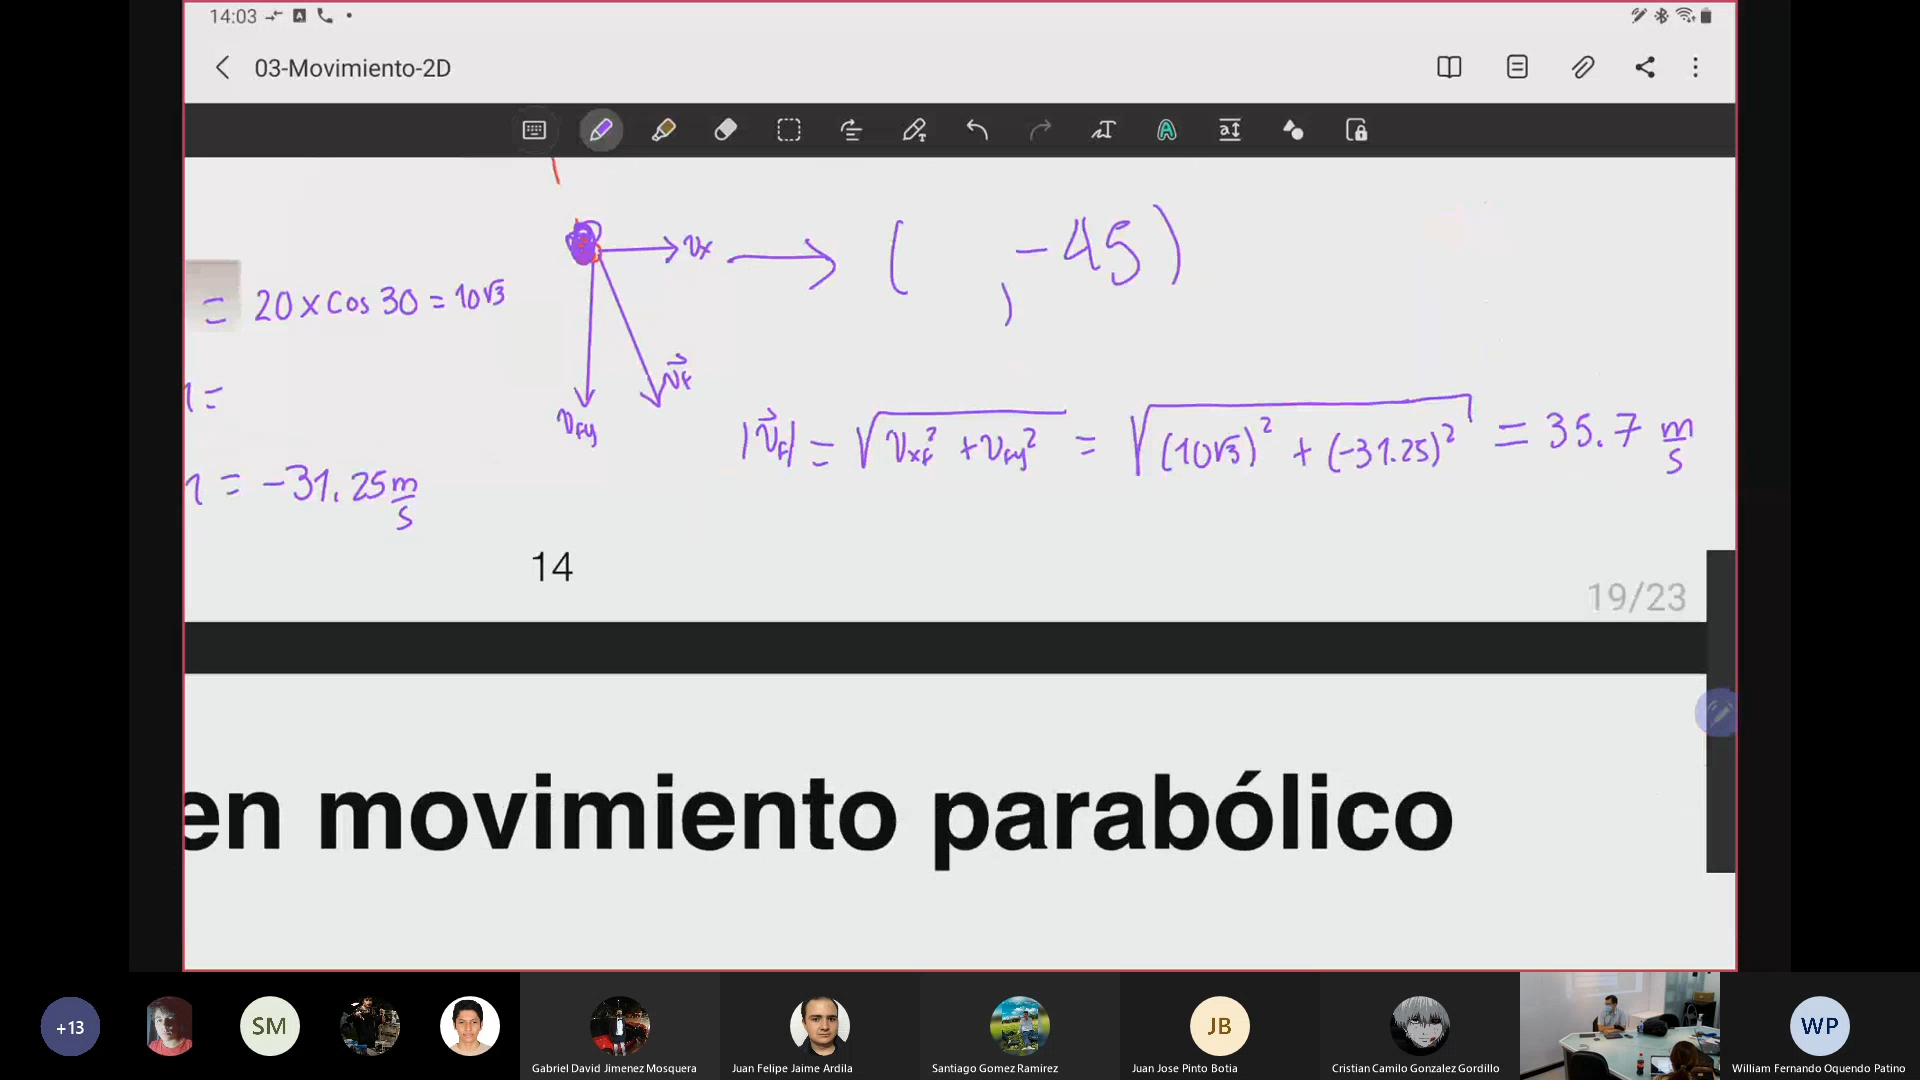 14:03
03-Movimiento-2D
vx
( , -45)
= 20 x Cos 30 = 10√3
=
vf
vfy
|vf| = √vxf² + vfy² = √(10√3)² + (-31.25)² = 35.7 m/s
= -31.25 m/s
14
19/23
en movimiento parabólico
+13
SM
JB
WP
Gabriel David Jimenez Mosquera
Juan Felipe Jaime Ardila
Santiago Gomez Ramirez
Juan Jose Pinto Botia
Cristian Camilo Gonzalez Gordillo
William Fernando Oquendo Patino